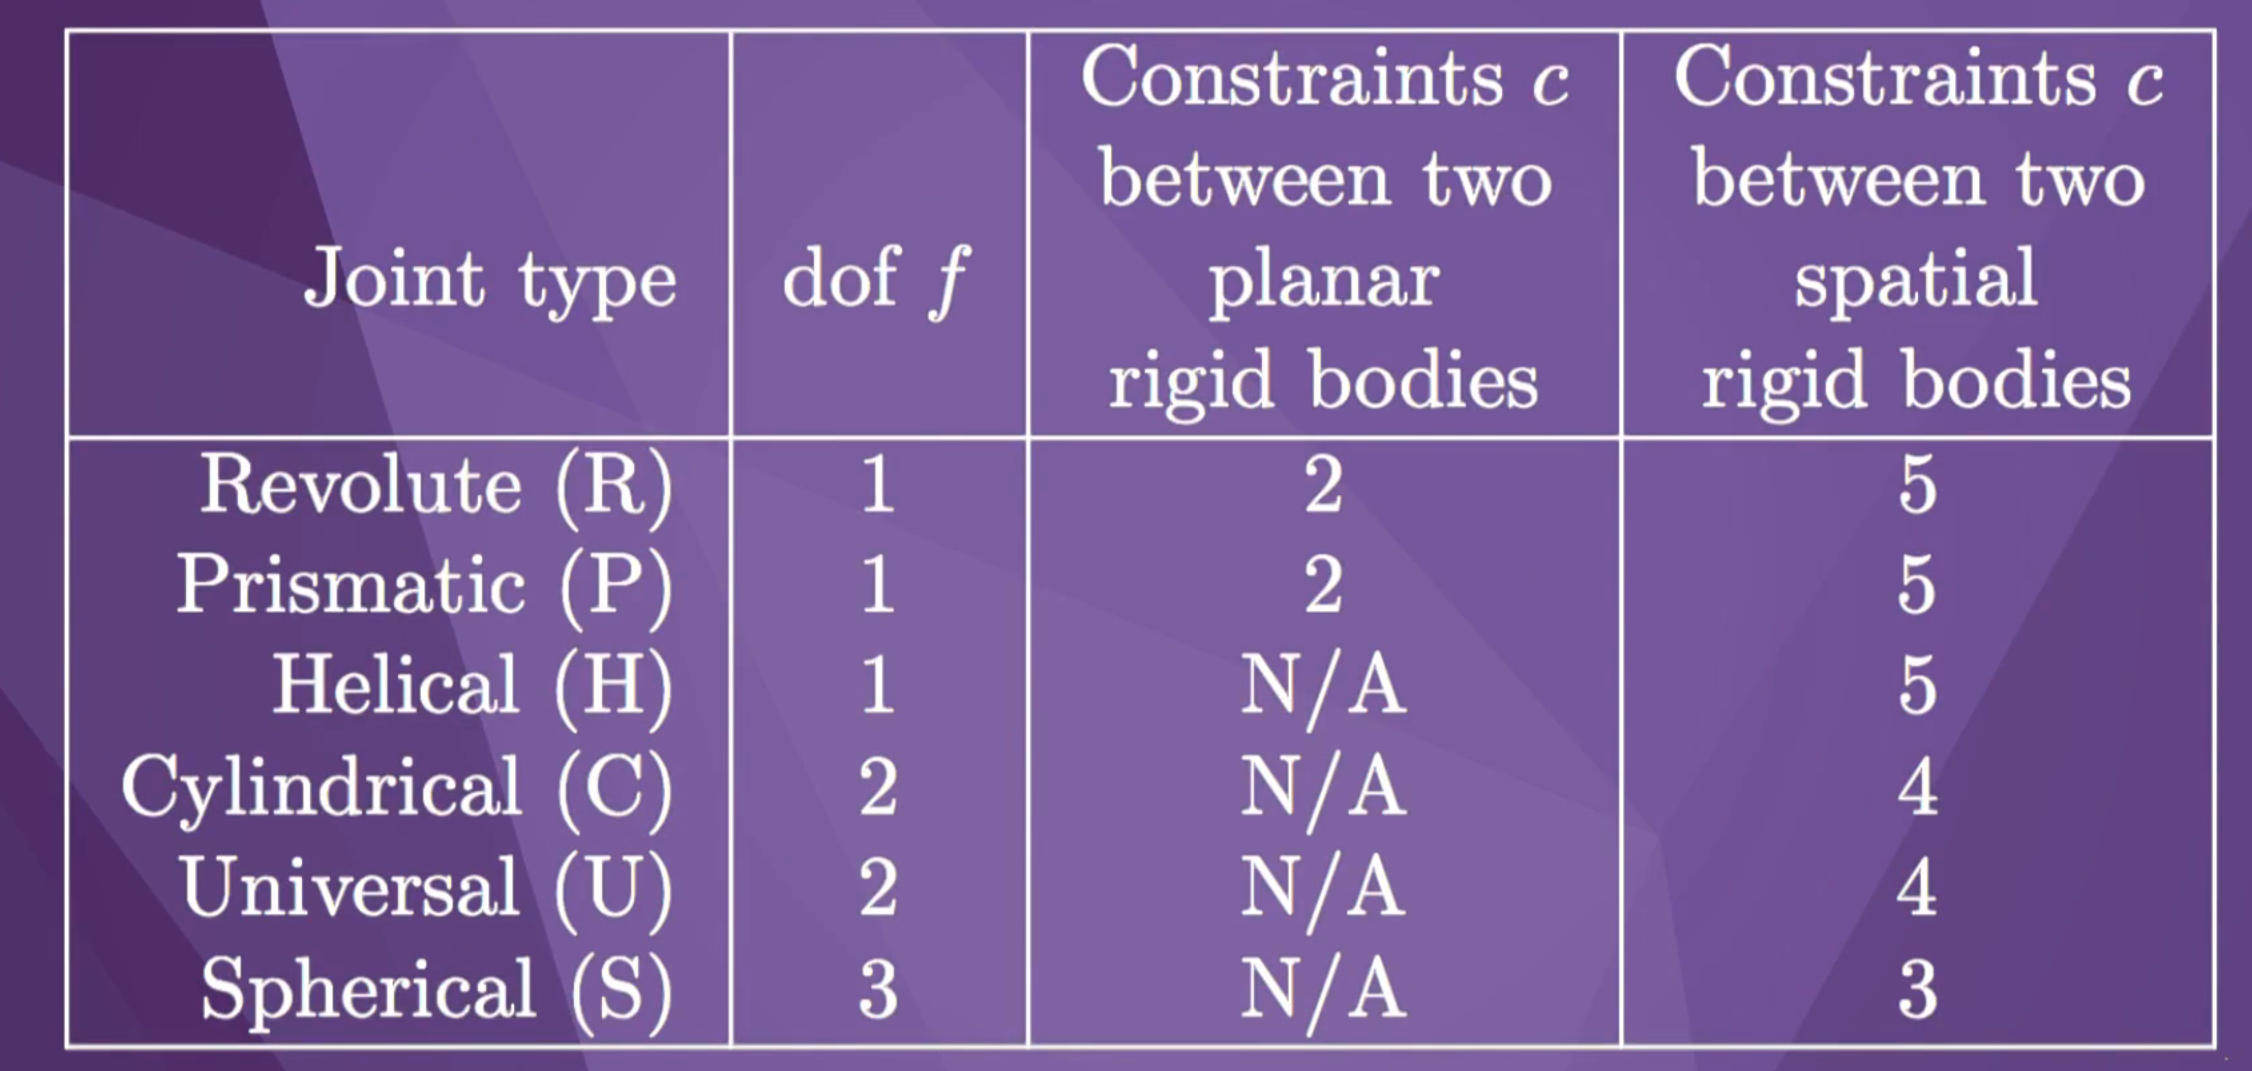 Joint type | dof f | Constraints c between two planar rigid bodies | Constraints c between two spatial rigid bodies
Revolute (R) | 1 | 2 | 5
Prismatic (P) | 1 | 2 | 5
Helical (H) | 1 | N/A | 5
Cylindrical (C) | 2 | N/A | 4
Universal (U) | 2 | N/A | 4
Spherical (S) | 3 | N/A | 3